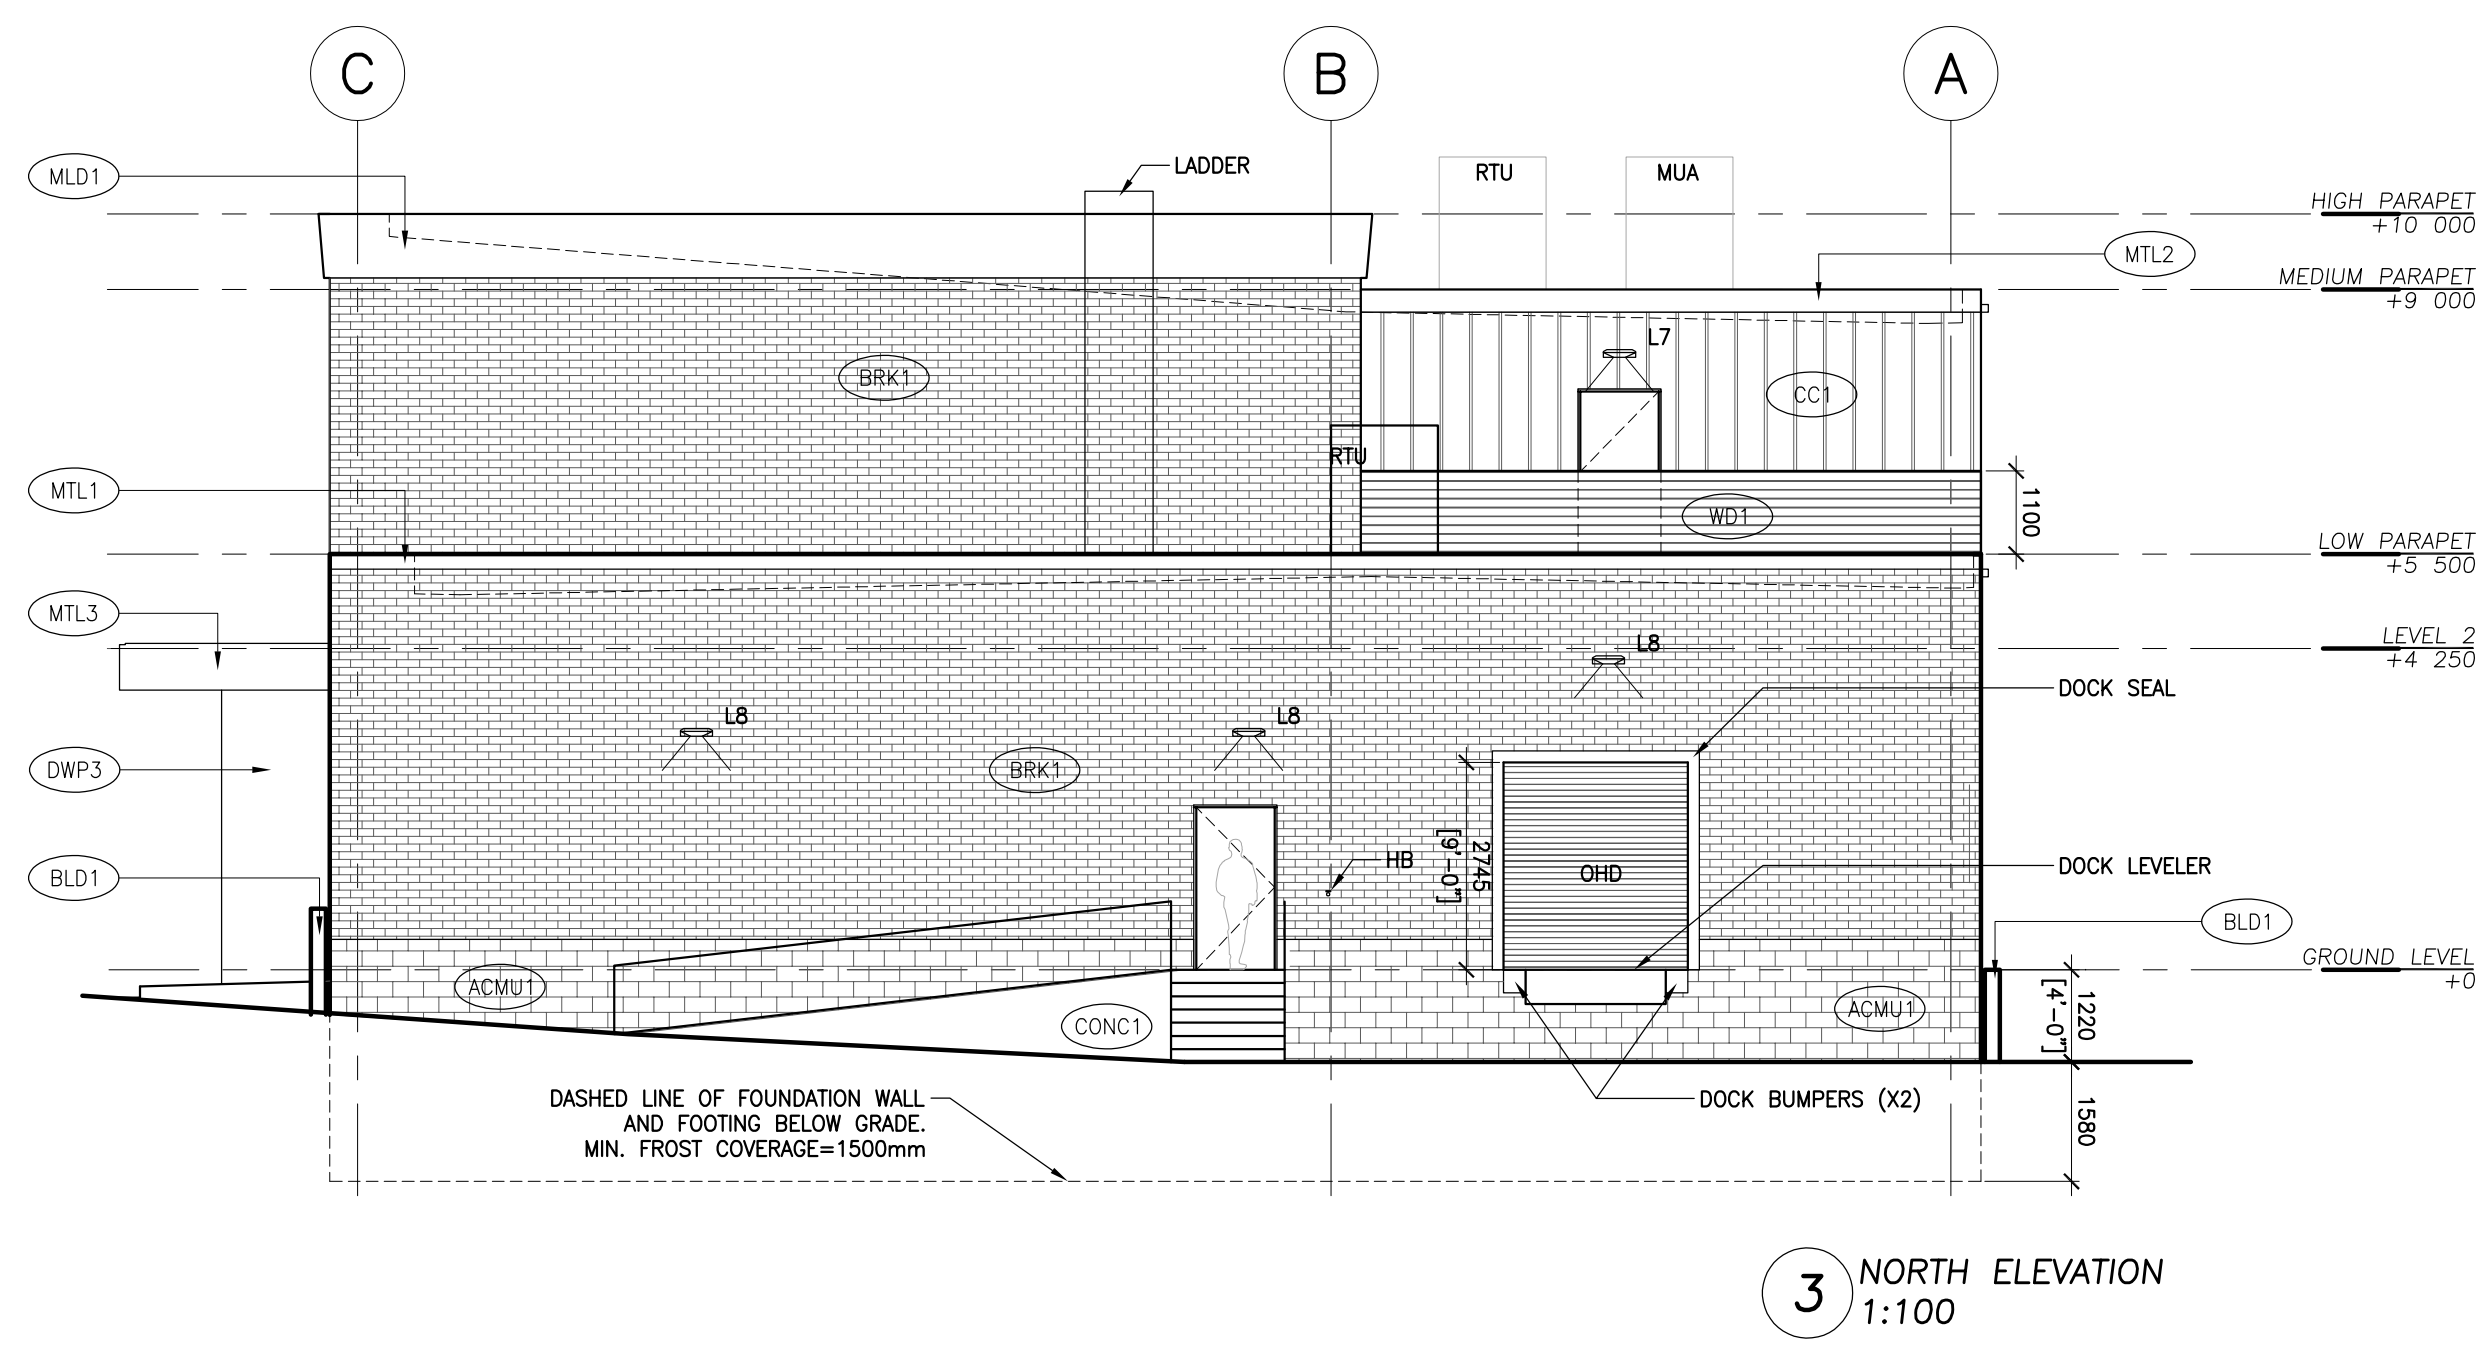 C
B
A
MLD1
LADDER
RTU
MUA
HIGH PARAPET
+10 000
MTL2
MEDIUM PARAPET
+9 000
L7
BRK1
CC1
RTU
MTL1
WD1
1100
LOW PARAPET
+5 500
MTL3
LEVEL 2
+4 250
L8
DOCK SEAL
L8
L8
DWP3
BRK1
2745
[9'-0"]
HB
OHD
DOCK LEVELER
BLD1
BLD1
GROUND LEVEL
+0
ACMU1
ACMU1
CONC1
1220
[4'-0"]
DASHED LINE OF FOUNDATION WALL
AND FOOTING BELOW GRADE.
MIN. FROST COVERAGE=1500mm
DOCK BUMPERS (X2)
1580
3
NORTH ELEVATION
1:100